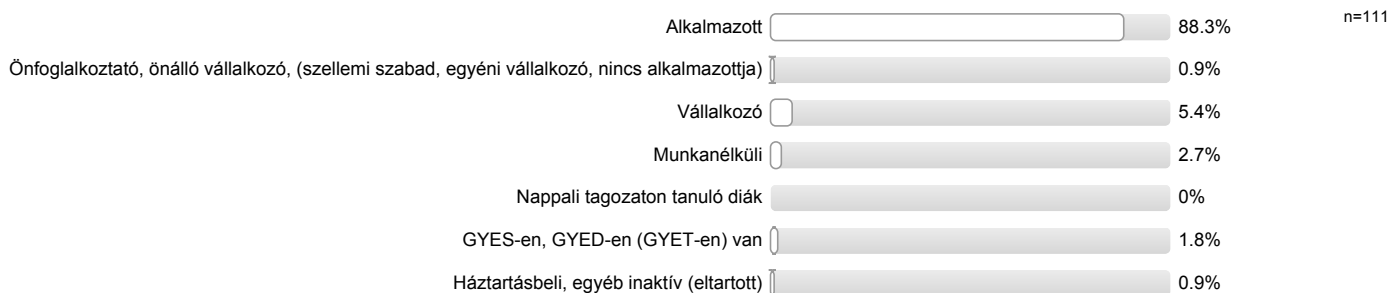 Alkalmazott 88.3% n=111
Önfoglalkoztató, önálló vállalkozó, (szellemi szabad, egyéni vállalkozó, nincs alkalmazottja) 0.9%
Vállalkozó 5.4%
Munkanélküli 2.7%
Nappali tagozaton tanuló diák 0%
GYES-en, GYED-en (GYET-en) van 1.8%
Háztartásbeli, egyéb inaktív (eltartott) 0.9%